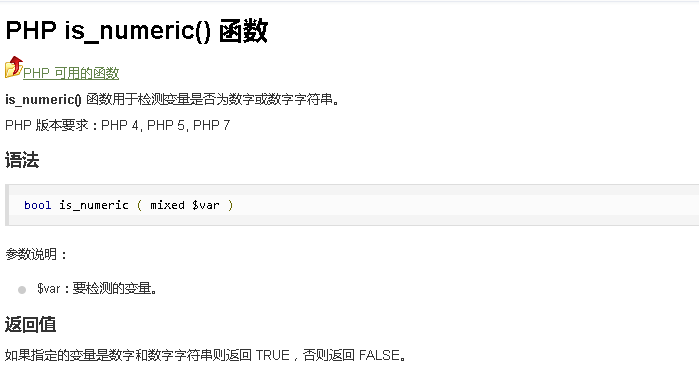 PHP is_numeric() 函数
PHP 可用的函数
is_numeric() 函数用于检测变量是否为数字或数字字符串。
PHP 版本要求：PHP 4, PHP 5, PHP 7
语法
bool is_numeric ( mixed $var )
参数说明：
$var：要检测的变量。
返回值
如果指定的变量是数字和数字字符串则返回 TRUE，否则返回 FALSE。